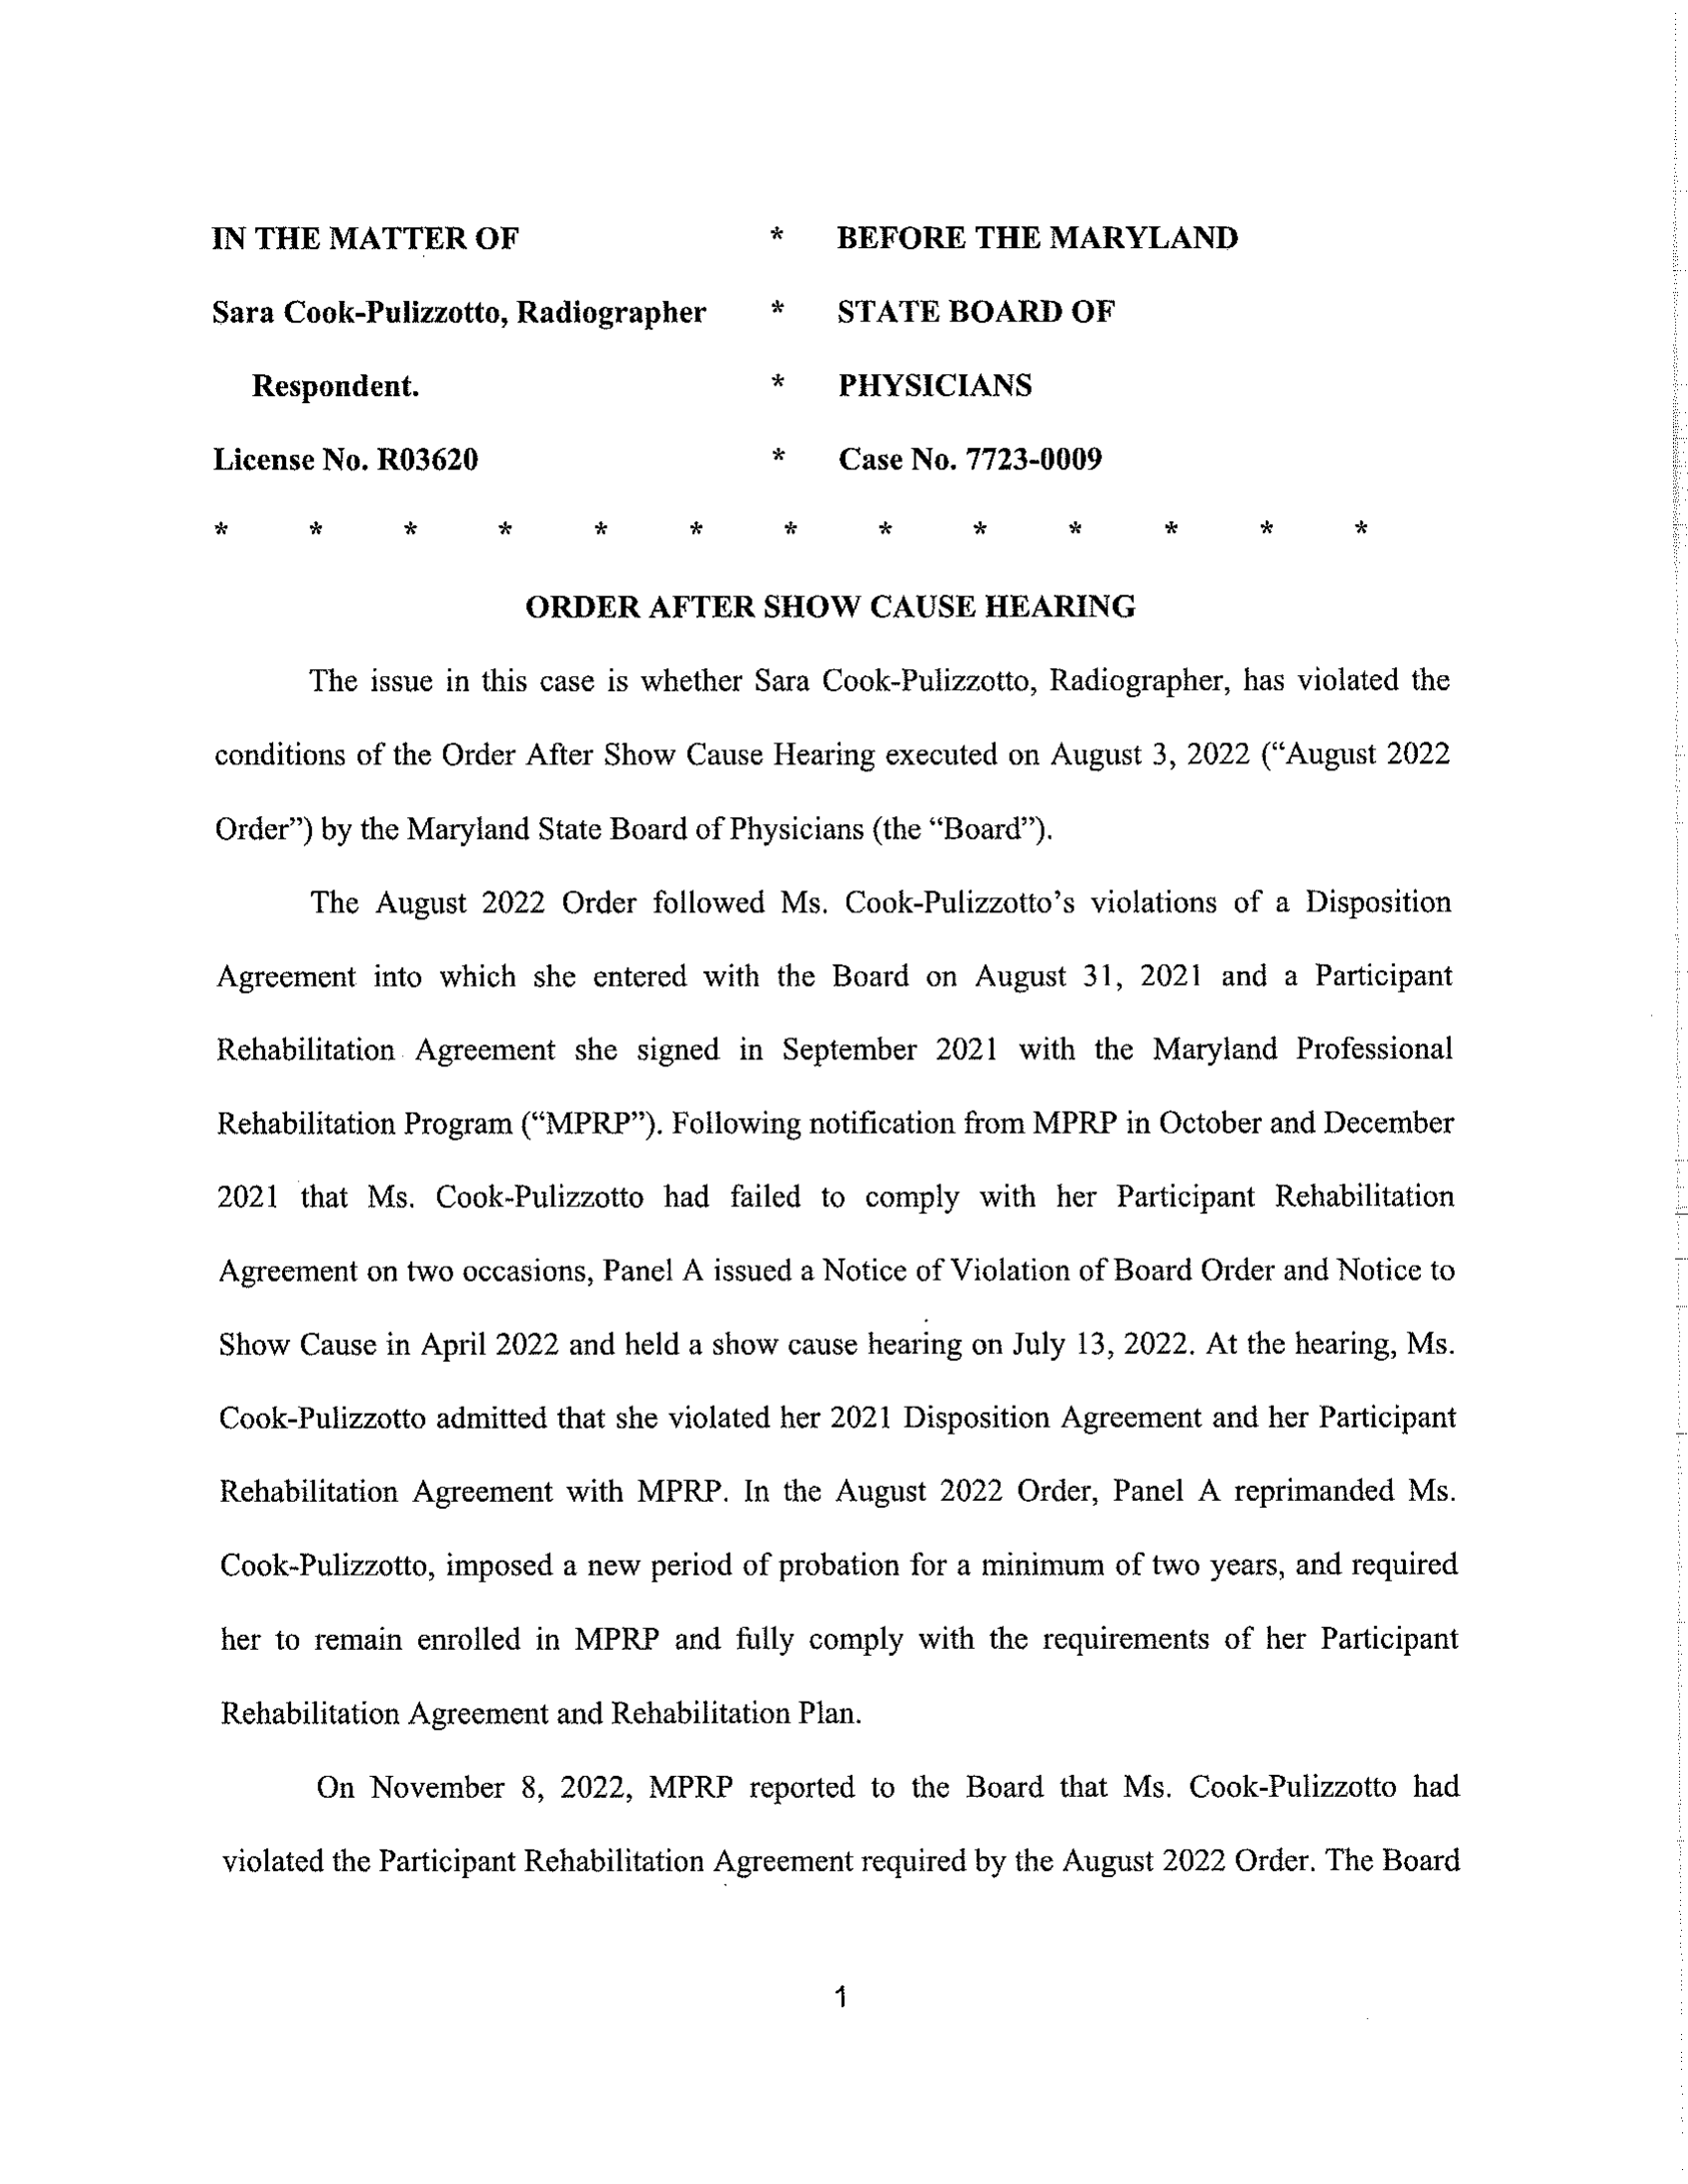 IN THE MATTER OF * BEFORE THE MARYLAND
Sara Cook-Pulizzotto, Radiographer * STATE BOARD OF
Respondent. * PHYSICIANS
License No. R03620 * Case No. 7723-0009
* * * * * * * * * * * * *
ORDER AFTER SHOW CAUSE HEARING
The issue in this case is whether Sara Cook-Pulizzotto, Radiographer, has violated the
conditions of the Order After Show Cause Hearing executed on August 3, 2022 (“August 2022
Order”) by the Maryland State Board of Physicians (the “Board”).
The August 2022 Order followed Ms. Cook-Pulizzotto’s violations of a Disposition
Agreement into which she entered with the Board on August 31, 2021 and a Participant
Rehabilitation Agreement she signed in September 2021 with the Maryland Professional
Rehabilitation Program (“MPRP”). Following notification from MPRP in October and December
2021 that Ms. Cook-Pulizzotto had failed to comply with her Participant Rehabilitation
Agreement on two occasions, Panel A issued a Notice of Violation of Board Order and Notice to
Show Cause in April 2022 and held a show cause hearing on July 13, 2022. At the hearing, Ms.
Cook-Pulizzotto admitted that she violated her 2021 Disposition Agreement and her Participant
Rehabilitation Agreement with MPRP. In the August 2022 Order, Panel A reprimanded Ms.
Cook-Pulizzotto, imposed a new period of probation for a minimum of two years, and required
her to remain enrolled in MPRP and fully comply with the requirements of her Participant
Rehabilitation Agreement and Rehabilitation Plan.
On November 8, 2022, MPRP reported to the Board that Ms. Cook-Pulizzotto had
violated the Participant Rehabilitation Agreement required by the August 2022 Order. The Board
1